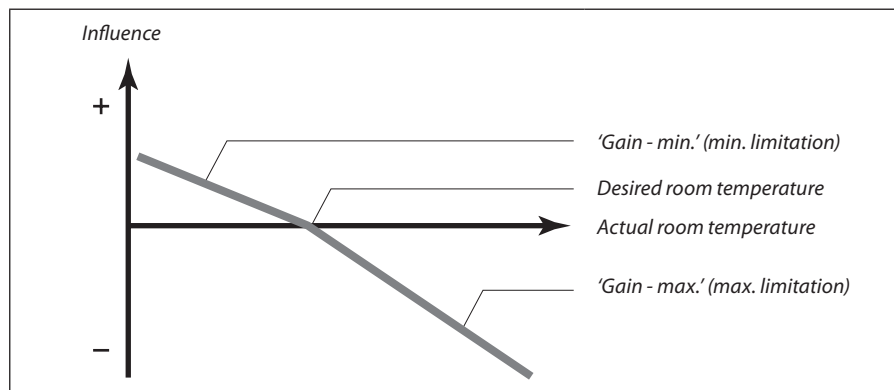 Influence
+
'Gain - min.' (min. limitation)
Desired room temperature
Actual room temperature
'Gain - max.' (max. limitation)
–